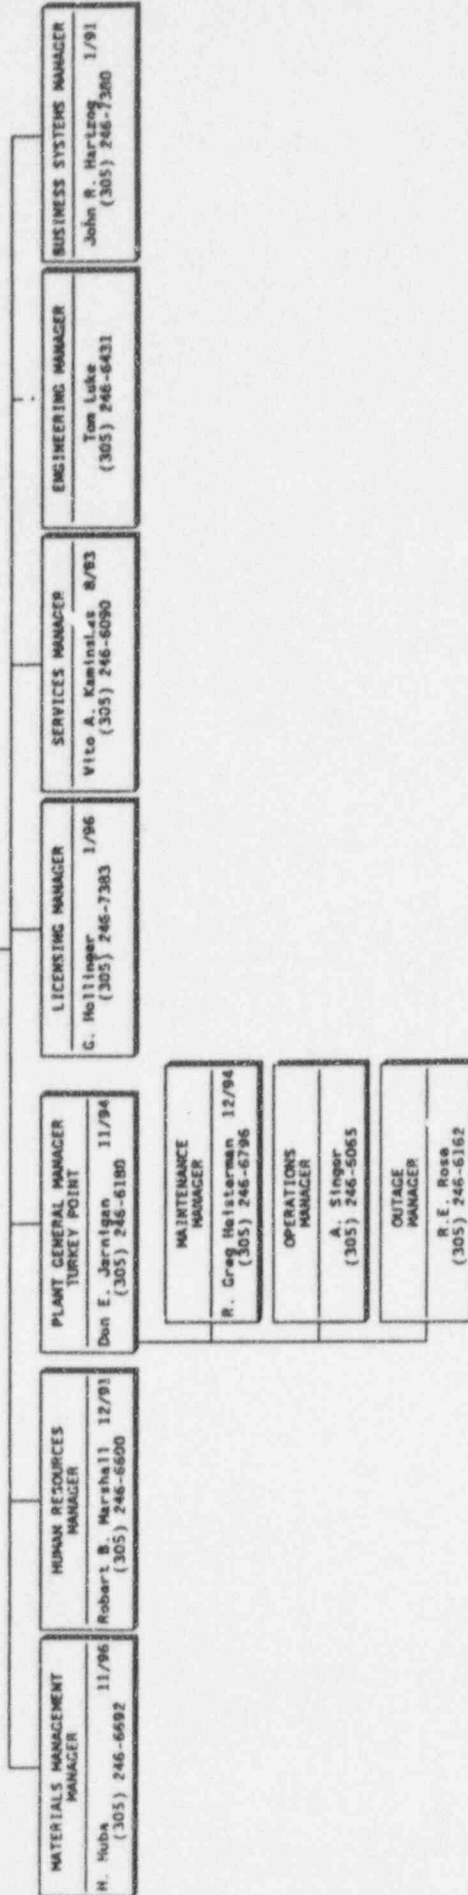 MATERIALS MANAGEMENT
MANAGER
H. Huba 11/96
(305) 246-6692
HUMAN RESOURCES
MANAGER
Robert B. Marshall 12/91
(305) 246-6600
PLANT GENERAL MANAGER
TURKEY POINT
Don E. Jernigan 11/94
(305) 246-6180
LICENSING MANAGER
G. Hollinger 1/96
(305) 246-7383
SERVICES MANAGER
Vito A. 8/93
(305) 246-6090
ENGINEERING MANAGER
Tom Luke
(305) 246-6431
BUSINESS SYSTEMS MANAGER
John R. Hartzog 1/91
(305) 246-7380
MAINTENANCE
MANAGER
R. Greg Heisterman 12/94
(305) 246-6796
OPERATIONS
MANAGER
A. Singer
(305) 246-6065
OUTAGE
MANAGER
R.E. Rose
(305) 246-6162